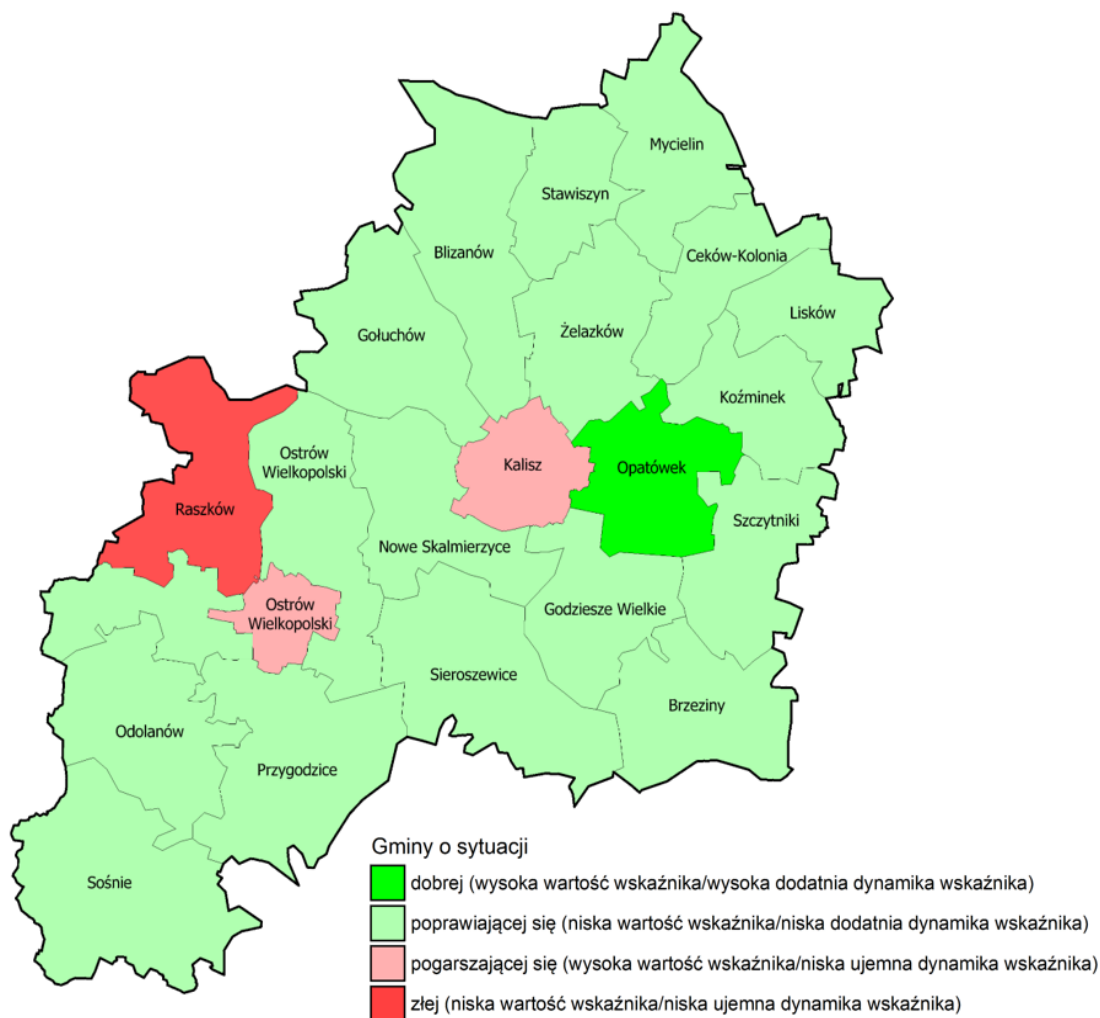 Mycielin
Stawiszyn
Blizanów
Ceków-Kolonia
Lisków
Gołuchów
Żelazków
Koźminek
Ostrów
Wielkopolski
Kalisz
Opatówek
Raszków
Szczytniki
Nowe Skalmierzyce
Ostrów
Wielkopolski
Godziesze Wielkie
Sieroszewice
Brzeziny
Odolanów
Przygodzice
Sośnie
Gminy o sytuacji
dobrej (wysoka wartość wskaźnika/wysoka dodatnia dynamika wskaźnika)
poprawiającej się (niska wartość wskaźnika/niska dodatnia dynamika wskaźnika)
pogarszającej się (wysoka wartość wskaźnika/niska ujemna dynamika wskaźnika)
złej (niska wartość wskaźnika/niska ujemna dynamika wskaźnika)